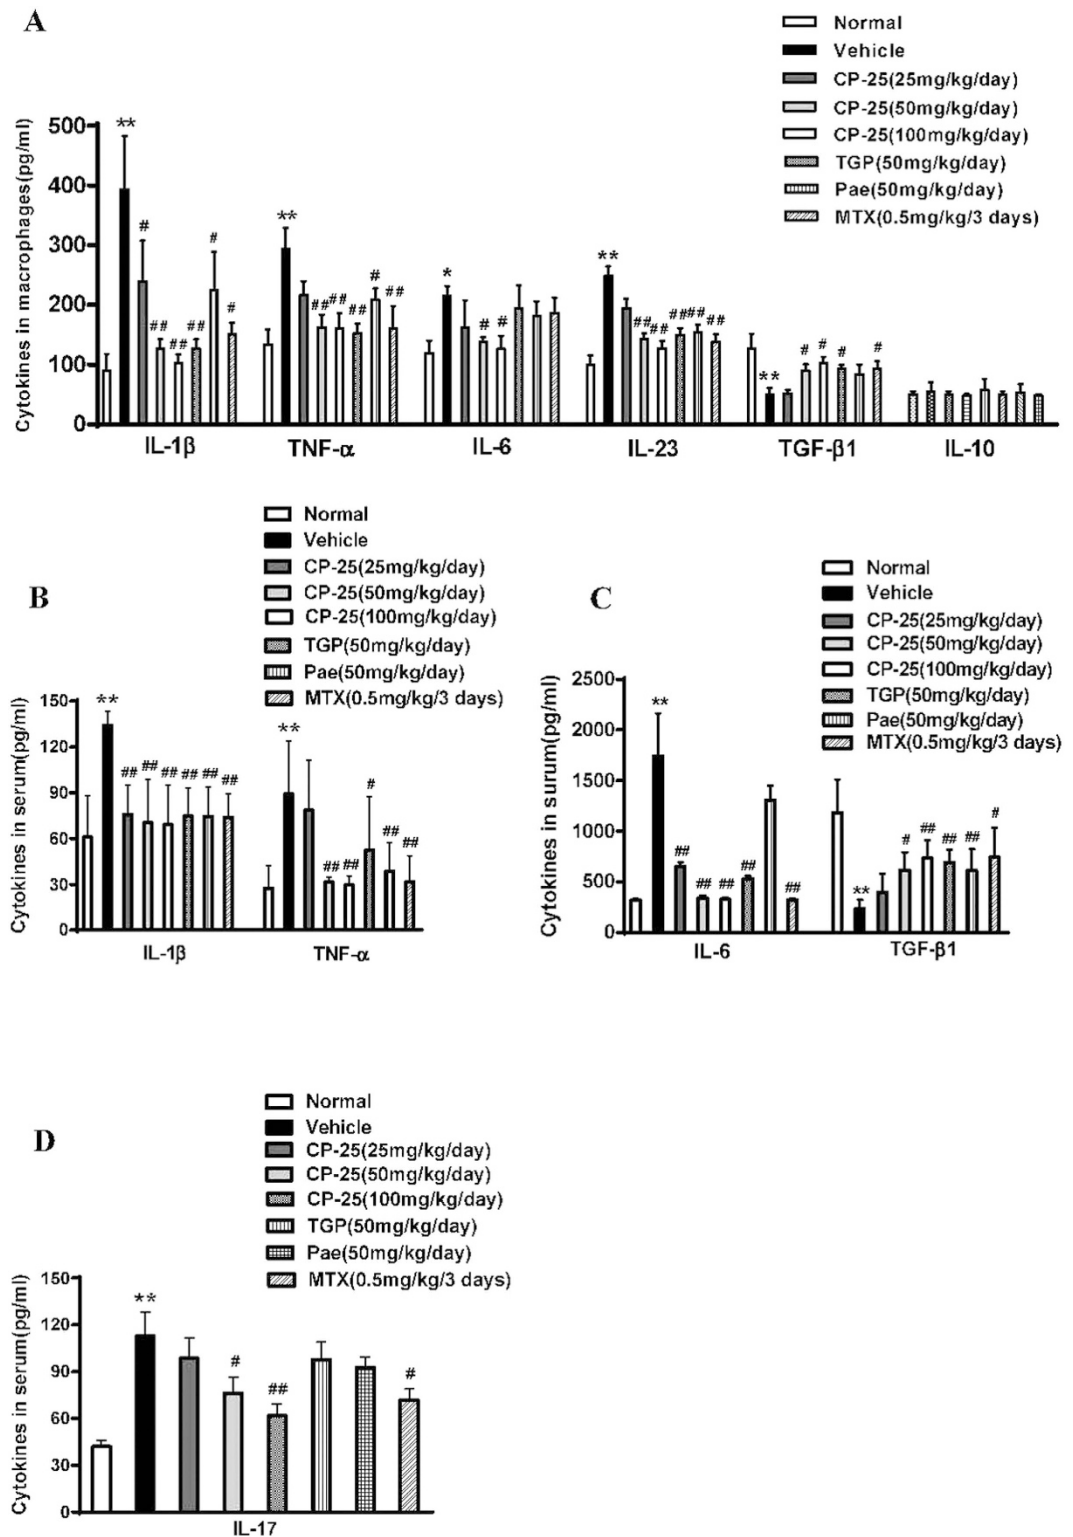 A
Normal
Vehicle
CP-25(25mg/kg/day)
CP-25(50mg/kg/day)
CP-25(100mg/kg/day)
TGP(50mg/kg/day)
Pae(50mg/kg/day)
MTX(0.5mg/kg/3 days)
Cytokines in macrophages(pg/ml)
500
400
300
200
100
0
**
#
##
##
##
#
#
**
##
##
##
#
##
*
#
#
**
##
##
##
##
##
**
#
#
#
#
IL-1β
TNF-α
IL-6
IL-23
TGF-β1
IL-10
B
Normal
Vehicle
CP-25(25mg/kg/day)
CP-25(50mg/kg/day)
CP-25(100mg/kg/day)
TGP(50mg/kg/day)
Pae(50mg/kg/day)
MTX(0.5mg/kg/3 days)
Cytokines in serum(pg/ml)
150
120
90
60
30
0
**
##
##
##
##
##
##
**
##
##
#
##
##
IL-1β
TNF-α
C
Normal
Vehicle
CP-25(25mg/kg/day)
CP-25(50mg/kg/day)
CP-25(100mg/kg/day)
TGP(50mg/kg/day)
Pae(50mg/kg/day)
MTX(0.5mg/kg/3 days)
Cytokines in surum(pg/ml)
2500
2000
1500
1000
500
0
**
##
##
##
##
##
**
#
##
##
##
#
IL-6
TGF-β1
D
Normal
Vehicle
CP-25(25mg/kg/day)
CP-25(50mg/kg/day)
CP-25(100mg/kg/day)
TGP(50mg/kg/day)
Pae(50mg/kg/day)
MTX(0.5mg/kg/3 days)
Cytokines in serum(pg/ml)
150
120
90
60
30
0
**
#
##
#
IL-17